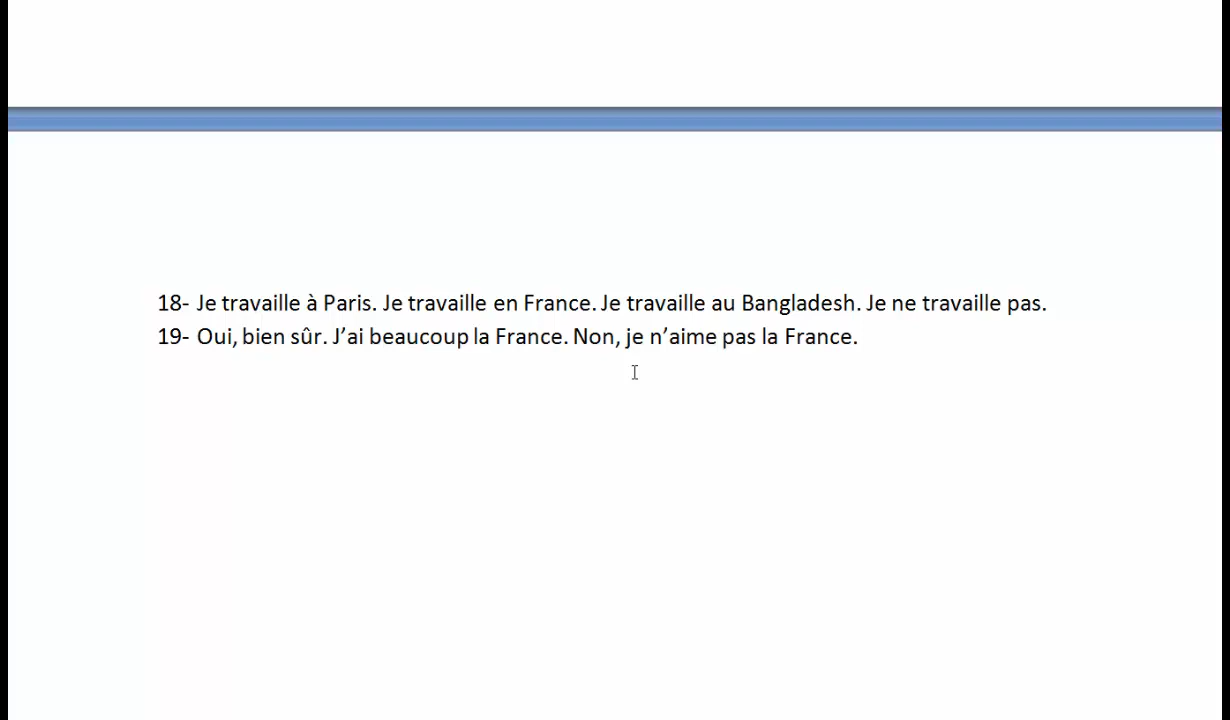 18- Je travaille à Paris. Je travaille en France. Je travaille au Bangladesh. Je ne travaille pas.
19- Oui, bien sûr. J’ai beaucoup la France. Non, je n’aime pas la France.